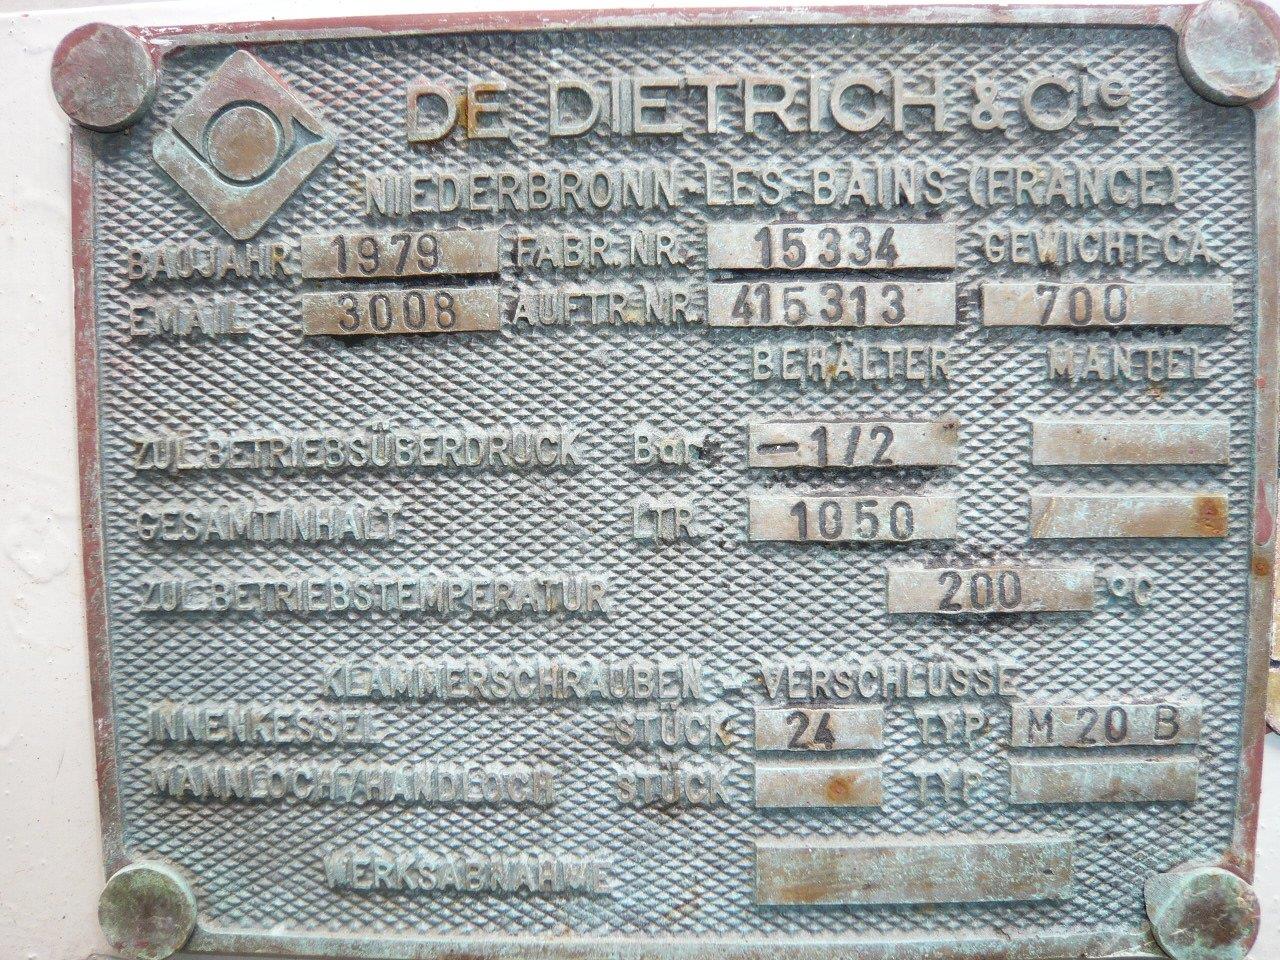 DE DIETRICH & Cie
NIEDERBRONN-LES-BAINS (FRANCE)
BAUJAHR 1979 FABR. NR. 15334 GEWICHT CA.
EMAIL 3008 AUFTR. NR. 415313 700
BEHÄLTER MANTEL
ZUL. BETRIEBSÜBERDRUCK Bar -1/2
GESAMTINHALT LTR. 1050
ZUL. BETRIEBSTEMPERATUR 200 °C
KLAMMERSCHRAUBEN - VERSCHLÜSSE
INNENKESSEL STÜCK 24 TYP M 20 B
MANNLOCH/HANDLOCH STÜCK TYP
WERKSABNAHME